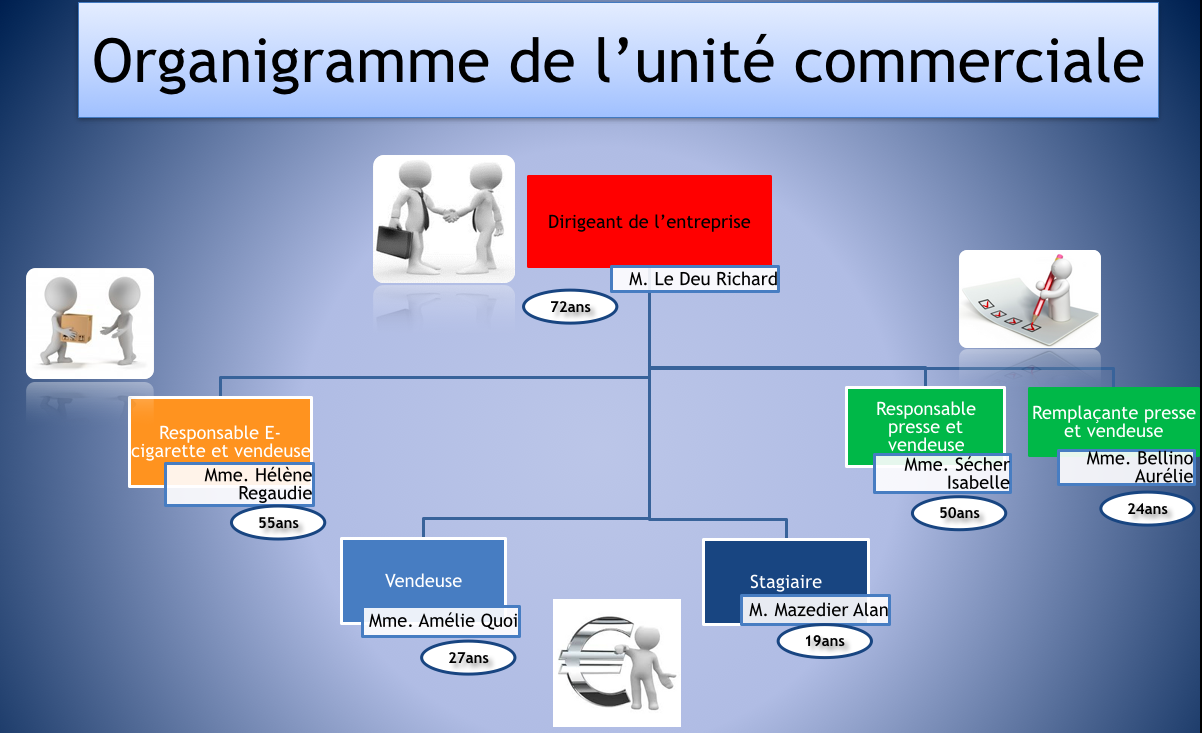 Organigramme de l’unité commerciale
Dirigeant de l’entreprise
M. Le Deu Richard
72ans
Responsable E-
cigarette et vendeuse
Mme. Hélène
Regaudie
55ans
Responsable
presse et
vendeuse
Mme. Sécher
Isabelle
50ans
Remplaçante presse
et vendeuse
Mme. Bellino
Aurélie
24ans
Vendeuse
Mme. Amélie Quoi
27ans
Stagiaire
M. Mazedier Alan
19ans